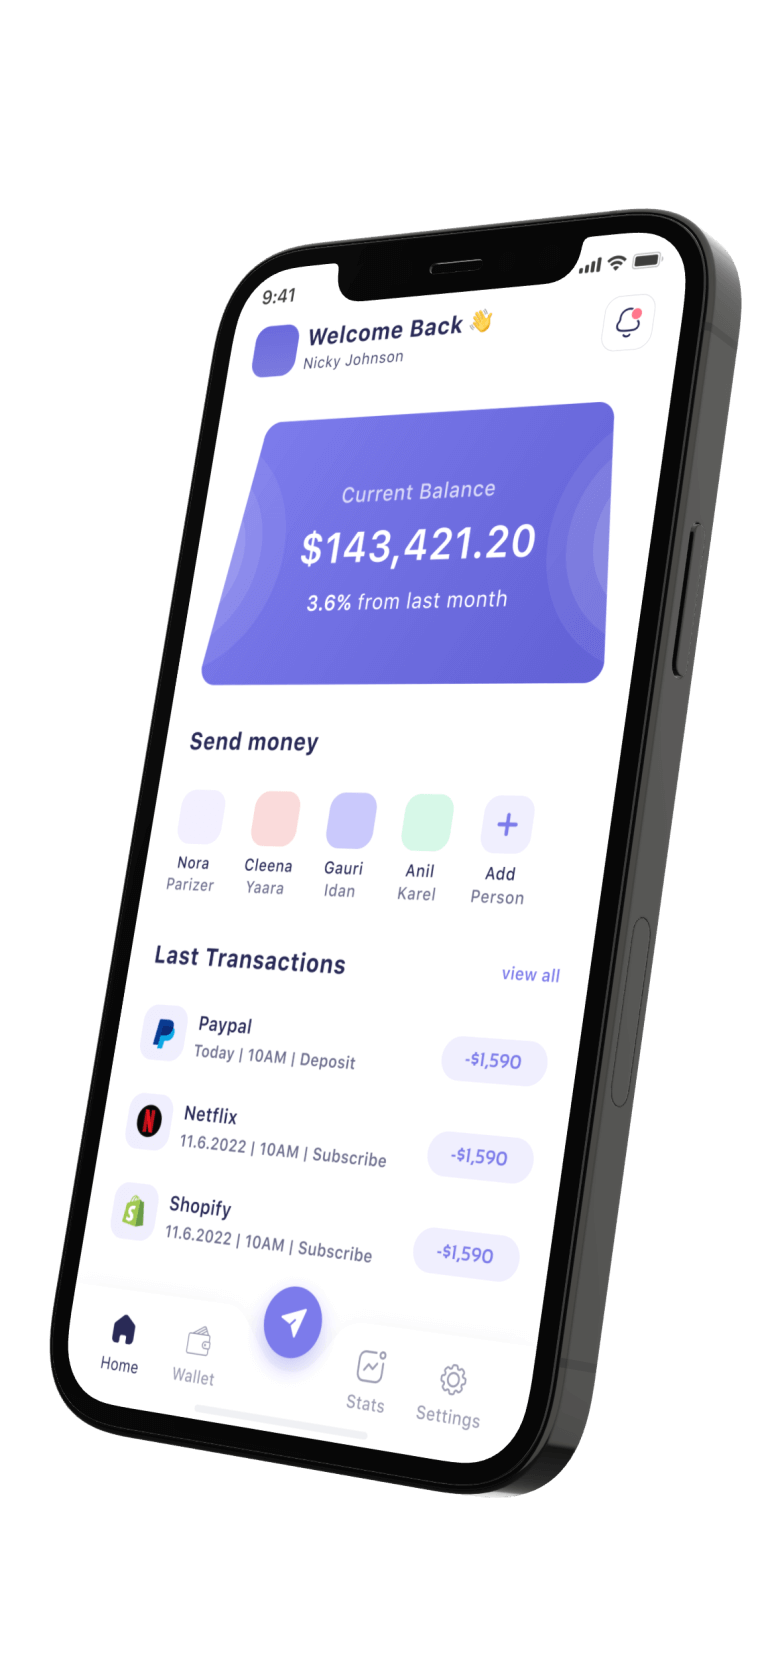 9:41
Welcome Back 👋
Nicky Johnson
Current Balance
$143,421.20
3.6% from last month
Send money
Nora
Parizer
Cleena
Yaara
Gauri
Idan
Anil
Karel
Add
Person
Last Transactions
view all
Paypal
Today | 10AM | Deposit
-$1,590
Netflix
11.6.2022 | 10AM | Subscribe
-$1,590
Shopify
11.6.2022 | 10AM | Subscribe
-$1,590
Home
Wallet
Stats
Settings